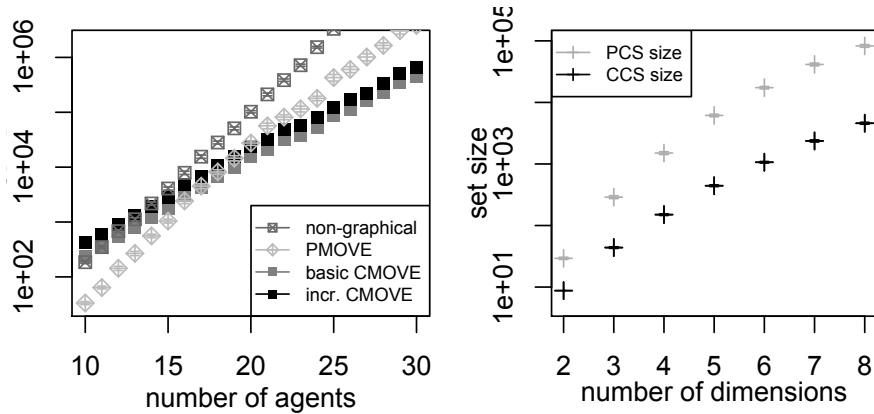 1e+06
1e+04
1e+02
non-graphical
PMOVE
basic CMOVE
incr. CMOVE
10 15 20 25 30
number of agents
1e+05
1e+03
1e+01
set size
PCS size
CCS size
2 3 4 5 6 7 8
number of dimensions